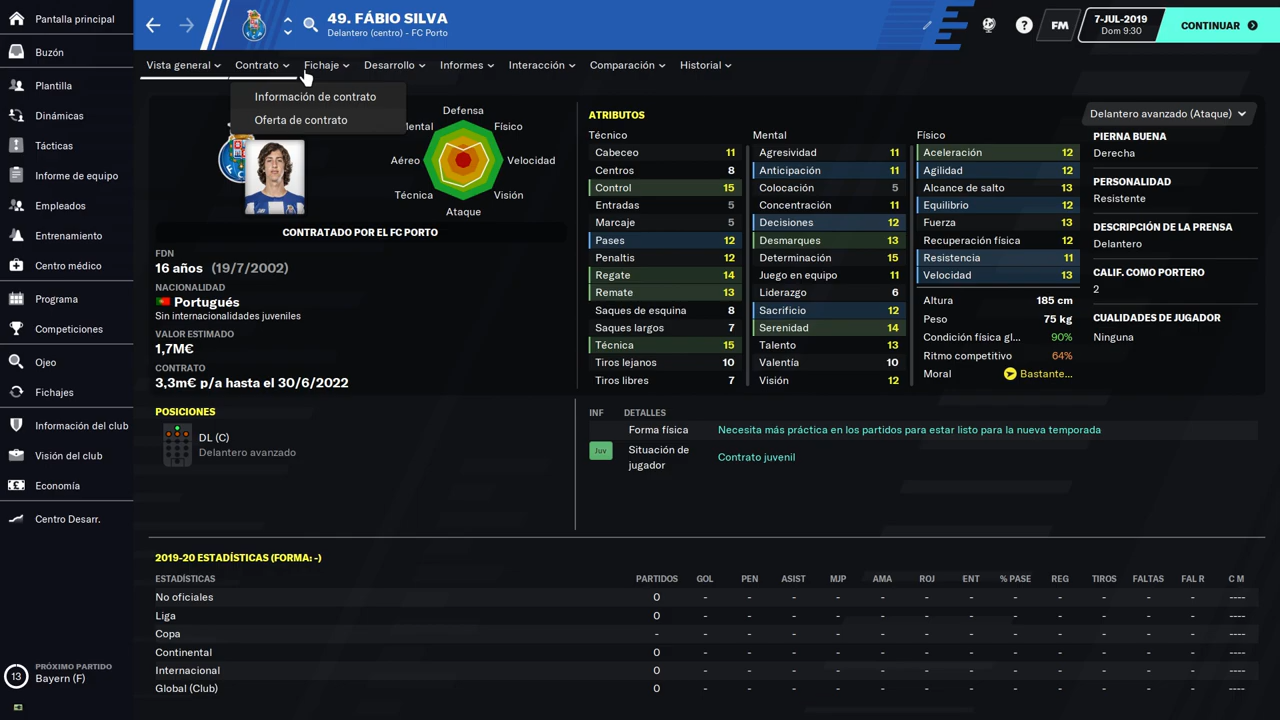 Pantalla principal
Buzón
Plantilla
Dinámicas
Tácticas
Informe de equipo
Empleados
Entrenamiento
Centro médico
Programa
Competiciones
Ojeo
Fichajes
Información del club
Visión del club
Economía
Centro Desarr.
13
PRÓXIMO PARTIDO
Bayern (F)
49. FÁBIO SILVA
Delantero (centro) - FC Porto
?
FM
7-JUL-2019
Dom 9:30
CONTINUAR
Vista general Contrato Fichaje Desarrollo Informes Interacción Comparación Historial
Información de contrato
Oferta de contrato
Defensa
Mental Físico
Aéreo Velocidad
Técnica Visión
Ataque
CONTRATADO POR EL FC PORTO
FDN
16 años (19/7/2002)
NACIONALIDAD
Portugués
Sin internacionalidades juveniles
VALOR ESTIMADO
1,7M€
CONTRATO
3,3m€ p/a hasta el 30/6/2022
ATRIBUTOS
Delantero avanzado (Ataque)
Técnico
Cabeceo 11
Centros 8
Control 15
Entradas 5
Marcaje 5
Pases 12
Penaltis 12
Regate 14
Remate 13
Saques de esquina 8
Saques largos 7
Técnica 15
Tiros lejanos 10
Tiros libres 7
Mental
Agresividad 11
Anticipación 11
Colocación 5
Concentración 11
Decisiones 12
Desmarques 13
Determinación 15
Juego en equipo 11
Liderazgo 6
Sacrificio 12
Serenidad 14
Talento 13
Valentía 10
Visión 12
Físico
Aceleración 12
Agilidad 12
Alcance de salto 13
Equilibrio 12
Fuerza 13
Recuperación física 12
Resistencia 11
Velocidad 13
Altura 185 cm
Peso 75 kg
Condición física gl... 90%
Ritmo competitivo 64%
Moral Bastante...
PIERNA BUENA
Derecha
PERSONALIDAD
Resistente
DESCRIPCIÓN DE LA PRENSA
Delantero
CALIF. COMO PORTERO
2
CUALIDADES DE JUGADOR
Ninguna
POSICIONES
DL (C)
Delantero avanzado
INF DETALLES
Forma física Necesita más práctica en los partidos para estar listo para la nueva temporada
Juv Situación de jugador Contrato juvenil
2019-20 ESTADÍSTICAS (FORMA: -)
ESTADÍSTICAS PARTIDOS GOL PEN ASIST MJP AMA ROJ ENT % PASE REG TIROS FALTAS FAL R C M
No oficiales 0 - - - - - - - - - - - - ----
Liga 0 - - - - - - - - - - - - ----
Copa - - - - - - - - - - - - - ----
Continental 0 - - - - - - - - - - - - ----
Internacional 0 - - - - - - - - - - - - ----
Global (Club) 0 - - - - - - - - - - - - ----